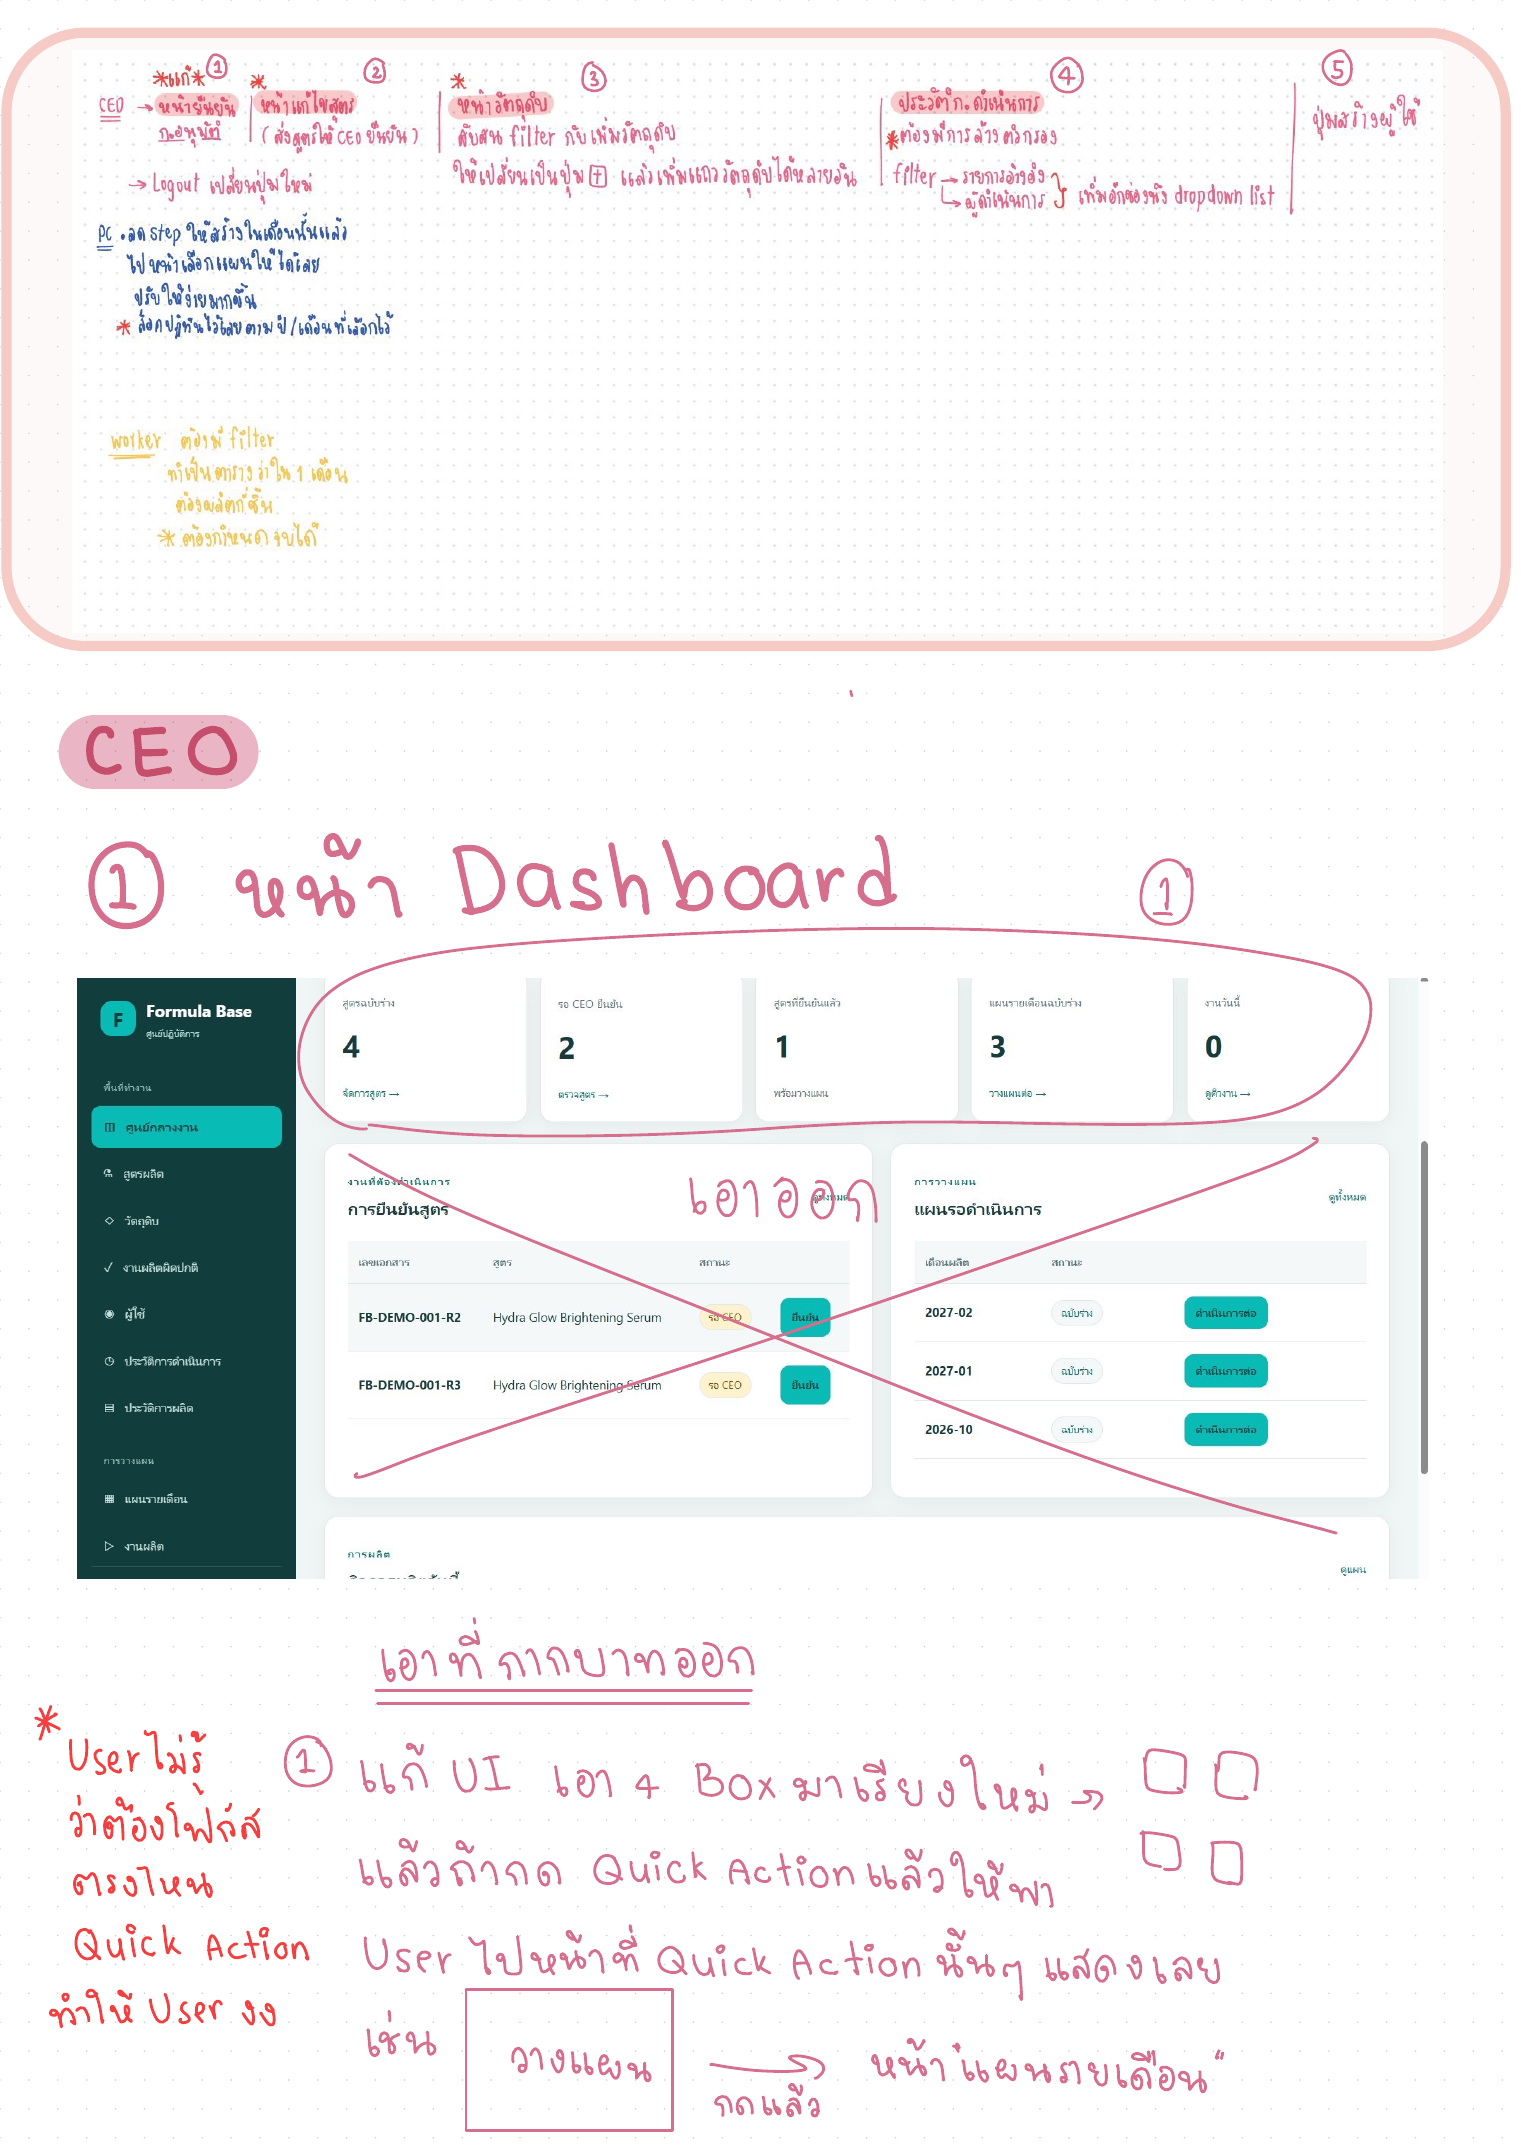 *แก้* ①
CEO → หน้ายืนยัน
ก.อนุมัติ
→ Logout เปลี่ยนปุ่มใหม่
* ②
หน้าแก้ไขสูตร
( ส่งสูตรให้ CEO ยืนยัน )
* ③
หน้าวัตถุดิบ
สับสน filter กับ เพิ่มวัตถุดิบ
ให้เปลี่ยนเป็นปุ่ม + แล้วเพิ่มแถววัตถุดิบได้หลายอัน
④
ประวัติก.ดำเนินการ
*ต้องมีการล้างตัวกรอง
filter → รายการอ้างอิง
→ ผู้ดำเนินการ } เพิ่มอีกช่องนึง dropdown list
⑤
ปุ่มสร้างผู้ใช้
PC • ลด step ให้สร้างในเดือนนั้นแล้ว
ไปหน้าเลือกแผนให้ได้เลย
ปรับให้ง่ายมากขึ้น
* ล็อคปฏิทินไว้เลยตามปี/เดือนที่เลือกไว้
worker ต้องมี filter
ทำเป็นตารางว่าใน 1 เดือน
ต้องผลิตกี่ชิ้น
* ต้องกำหนดจบได้
CEO
① หน้า Dashboard
①
F Formula Base
ศูนย์ปฏิบัติการ
พื้นที่ทำงาน
ศูนย์กลางงาน
สูตรผลิต
วัตถุดิบ
งานผลิตผิดปกติ
ผู้ใช้
ประวัติการดำเนินการ
ประวัติการผลิต
การวางแผน
แผนรายเดือน
งานผลิต
สูตรฉบับร่าง
4
จัดการสูตร →
รอ CEO ยืนยัน
2
ตรวจสูตร →
สูตรที่ยืนยันแล้ว
1
พร้อมวางแผน
แผนรายเดือนฉบับร่าง
3
วางแผนต่อ →
งานวันนี้
0
ดูคิวงาน →
เอาออก
งานที่ต้องดำเนินการ
การยืนยันสูตร
ดูทั้งหมด
เลขเอกสาร สูตร สถานะ
FB-DEMO-001-R2 Hydra Glow Brightening Serum รอ CEO ยืนยัน
FB-DEMO-001-R3 Hydra Glow Brightening Serum รอ CEO ยืนยัน
การวางแผน
แผนรอดำเนินการ
ดูทั้งหมด
เดือนผลิต สถานะ
2027-02 ฉบับร่าง ดำเนินการต่อ
2027-01 ฉบับร่าง ดำเนินการต่อ
2026-10 ฉบับร่าง ดำเนินการต่อ
การผลิต
ดูแผน
เอาที่กากบาทออก
*
User ไม่รู้
ว่าต้องโฟกัส
ตรงไหน
Quick Action
ทำให้ User งง
① แก้ UI เอา 4 Box มาเรียงใหม่ →
แล้วถ้ากด Quick Action แล้วให้พา
User ไปหน้าที่ Quick Action นั้นๆ แสดงเลย
เช่น วางแผน → กดแล้ว หน้า "แผนรายเดือน"